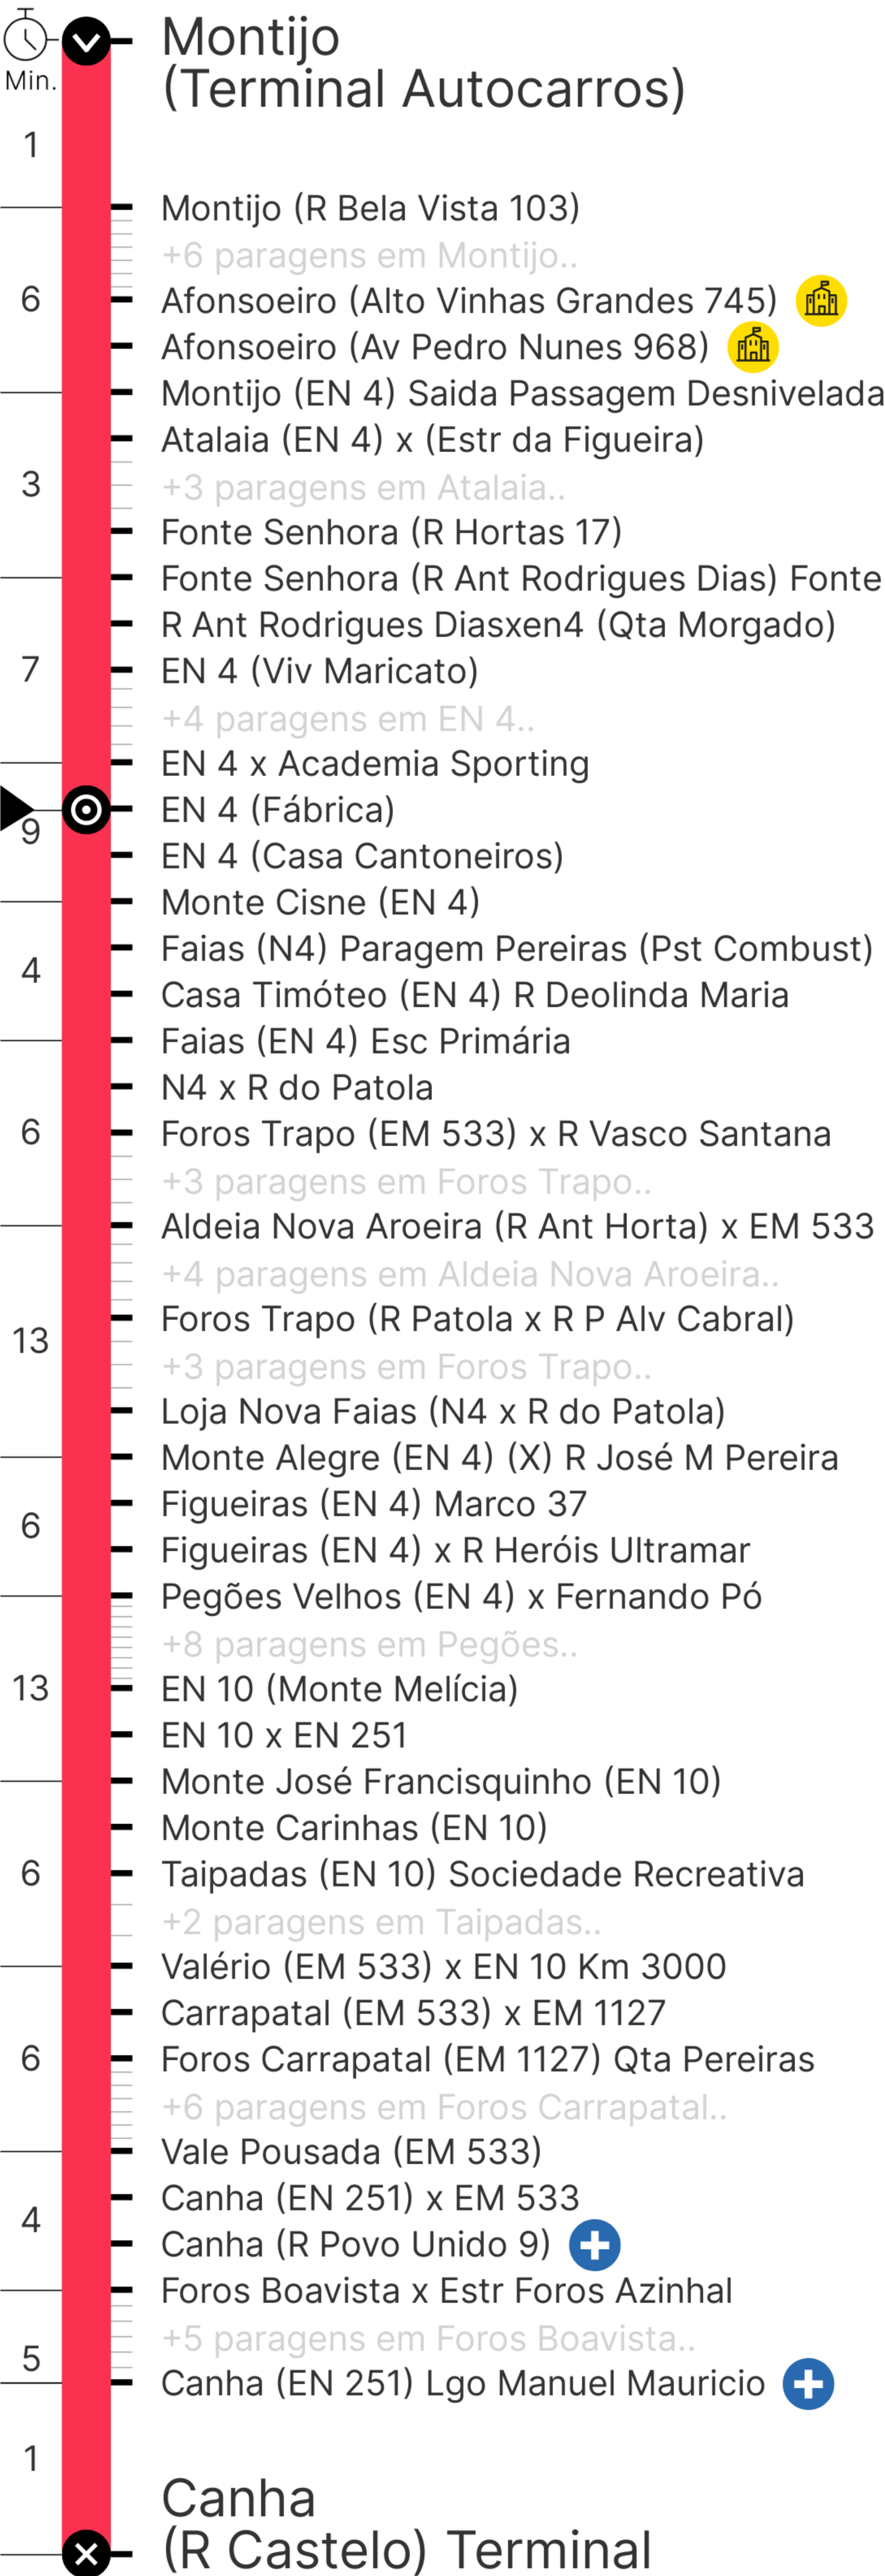 Montijo
(Terminal Autocarros)
Min.
1
Montijo (R Bela Vista 103)
+6 paragens em Montijo..
6
Afonsoeiro (Alto Vinhas Grandes 745)
Afonsoeiro (Av Pedro Nunes 968)
Montijo (EN 4) Saida Passagem Desnivelada
Atalaia (EN 4) x (Estr da Figueira)
3
+3 paragens em Atalaia..
Fonte Senhora (R Hortas 17)
Fonte Senhora (R Ant Rodrigues Dias) Fonte
R Ant Rodrigues Diasxen4 (Qta Morgado)
7
EN 4 (Viv Maricato)
+4 paragens em EN 4..
EN 4 x Academia Sporting
EN 4 (Fábrica)
9
EN 4 (Casa Cantoneiros)
Monte Cisne (EN 4)
Faias (N4) Paragem Pereiras (Pst Combust)
4
Casa Timóteo (EN 4) R Deolinda Maria
Faias (EN 4) Esc Primária
N4 x R do Patola
6
Foros Trapo (EM 533) x R Vasco Santana
+3 paragens em Foros Trapo..
Aldeia Nova Aroeira (R Ant Horta) x EM 533
+4 paragens em Aldeia Nova Aroeira..
Foros Trapo (R Patola x R P Alv Cabral)
13
+3 paragens em Foros Trapo..
Loja Nova Faias (N4 x R do Patola)
Monte Alegre (EN 4) (X) R José M Pereira
Figueiras (EN 4) Marco 37
6
Figueiras (EN 4) x R Heróis Ultramar
Pegões Velhos (EN 4) x Fernando Pó
+8 paragens em Pegões..
13
EN 10 (Monte Melícia)
EN 10 x EN 251
Monte José Francisquinho (EN 10)
Monte Carinhas (EN 10)
6
Taipadas (EN 10) Sociedade Recreativa
+2 paragens em Taipadas..
Valério (EM 533) x EN 10 Km 3000
Carrapatal (EM 533) x EM 1127
6
Foros Carrapatal (EM 1127) Qta Pereiras
+6 paragens em Foros Carrapatal..
Vale Pousada (EM 533)
Canha (EN 251) x EM 533
4
Canha (R Povo Unido 9)
Foros Boavista x Estr Foros Azinhal
+5 paragens em Foros Boavista..
5
Canha (EN 251) Lgo Manuel Mauricio
1
Canha
(R Castelo) Terminal